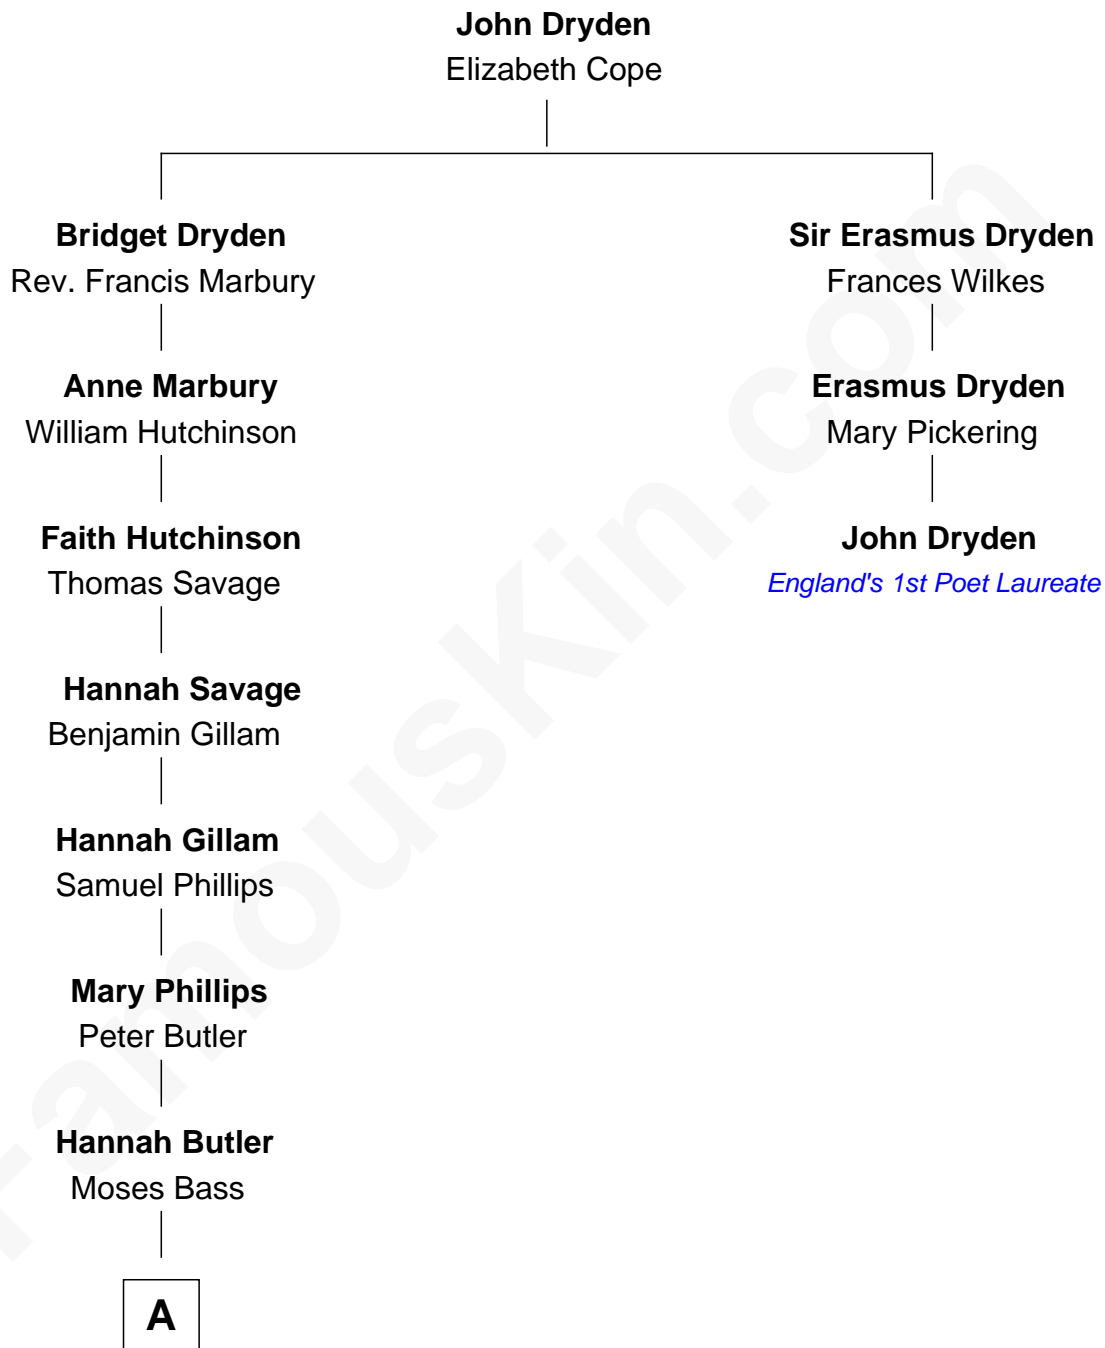 John Dryden
Elizabeth Cope
Bridget Dryden
Rev. Francis Marbury
Sir Erasmus Dryden
Frances Wilkes
Anne Marbury
William Hutchinson
Erasmus Dryden
Mary Pickering
Faith Hutchinson
Thomas Savage
John Dryden
England's 1st Poet Laureate
Hannah Savage
Benjamin Gillam
Hannah Gillam
Samuel Phillips
Mary Phillips
Peter Butler
Hannah Butler
Moses Bass
A
FamousKin.com